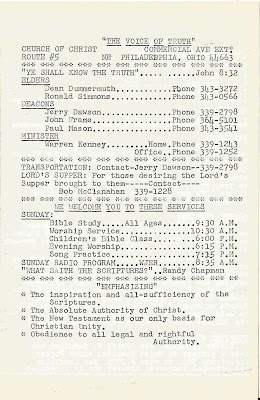 "THE VOICE OF TRUTH"
CHURCH OF CHRIST COMMERCIAL AVE EXT.
ROUTE #5 NB PHILADELPHIA, OHIO 44663
"YE SHALL KNOW THE TRUTH"..........John 8:32
ELDERS
Dean Dummermuth.....Phone 343-3272
Ronald Simmons......Phone 343-0566
DEACONS
Jerry Dawson........Phone 339-2798
John Frame..........Phone 364-5101
Paul Mason..........Phone 343-3541
MINISTER
Warren Kenney...Home Phone 339-1243
Office Phone 339-1252
TRANSPORTATION: Contact-Jerry Dawson--339-2798
LORD'S SUPPER: For those desiring the Lord's
Supper brought to them-----Contact----
Bob McClanahan 339-1228
WE WELCOME YOU TO THESE SERVICES
SUNDAY:
Bible Study....All Ages......9:30 A.M.
Worship Service.............10:30 A.M.
Children's Bible Class.......6:00 P.M.
Evening Worship..............6:15 P.M.
Song Practice................7:35 P.M.
SUNDAY RADIO PROGRAM....WJER......8:35 A.M.
"WHAT SAITH THE SCRIPTURES"..Randy Chapman
"EMPHASIZING"
* The inspiration and all-sufficency of the
Scriptures.
* The Absolute Authority of Christ.
* The New Testament as our only basis for
Christian Unity.
* Obedience to all legal and rightful
Authority.